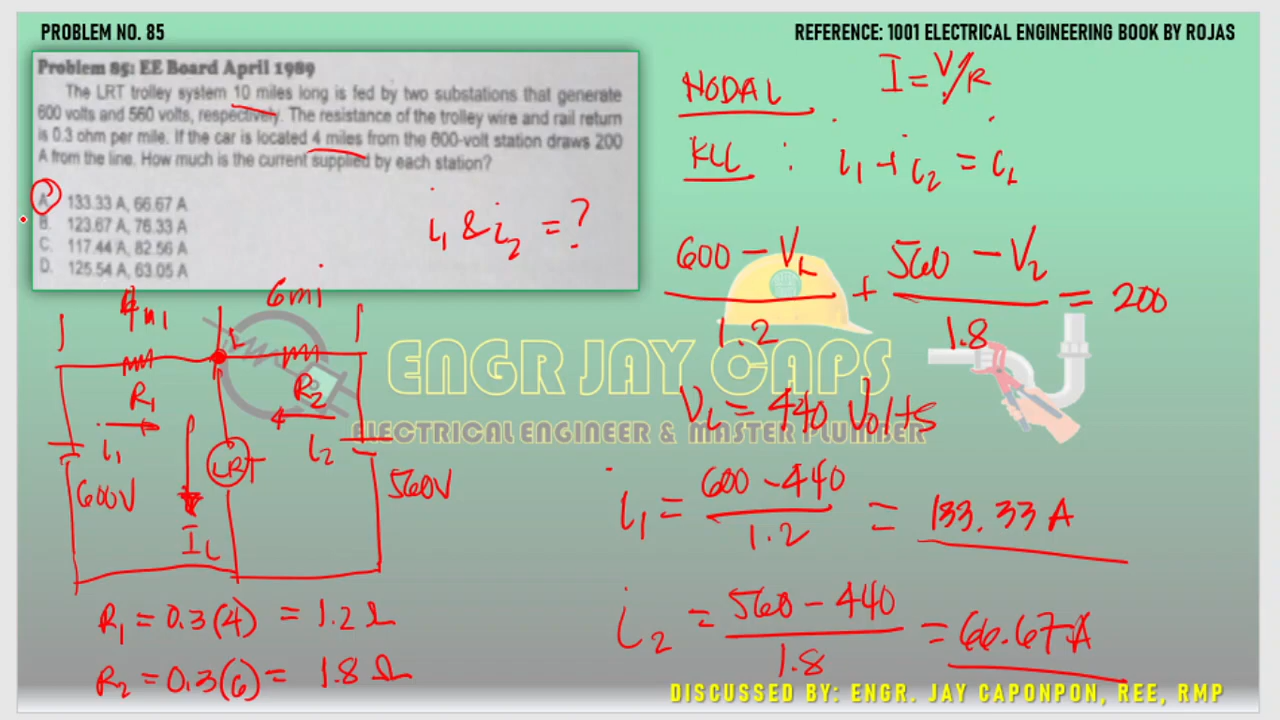 PROBLEM NO. 85
REFERENCE: 1001 ELECTRICAL ENGINEERING BOOK BY ROJAS
Problem 85: EE Board April 1989
The LRT trolley system 10 miles long is fed by two substations that generate
600 volts and 560 volts, respectively. The resistance of the trolley wire and rail return
is 0.3 ohm per mile. If the car is located 4 miles from the 600-volt station draws 200
A from the line. How much is the current supplied by each station?
A. 133.33 A, 66.67 A
B. 123.67 A, 76.33 A
C. 117.44 A, 82.56 A
D. 125.54 A, 63.05 A
i1 & i2 = ?
4mi
6mi
L
R1
R2
i1
i2
LRT
600V
560V
IL
R1 = 0.3(4) = 1.2 Ω
R2 = 0.3(6) = 1.8 Ω
NODAL
I = V/R
KCL : i1 + i2 = iL
600 - VL / 1.2 + 560 - VL / 1.8 = 200
VL = 440 Volts
i1 = 600 - 440 / 1.2 = 133.33 A
i2 = 560 - 440 / 1.8 = 66.67 A
ENGR JAY CAPS
ELECTRICAL ENGINEER & MASTER PLUMBER
DISCUSSED BY: ENGR. JAY CAPONPON, REE, RMP